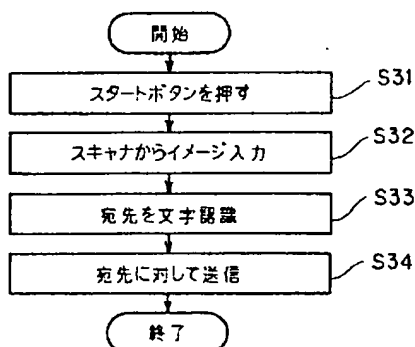 開始
スタートボタンを押す
S31
スキャナからイメージ入力
S32
宛先を文字認識
S33
宛先に対して送信
S34
終了